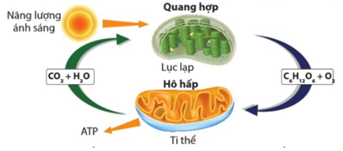 Năng lượng
ánh sáng
Quang hợp
Lục lạp
CO₂ + H₂O
C₆H₁₂O₆ + O₂
Hô hấp
ATP
Ti thể